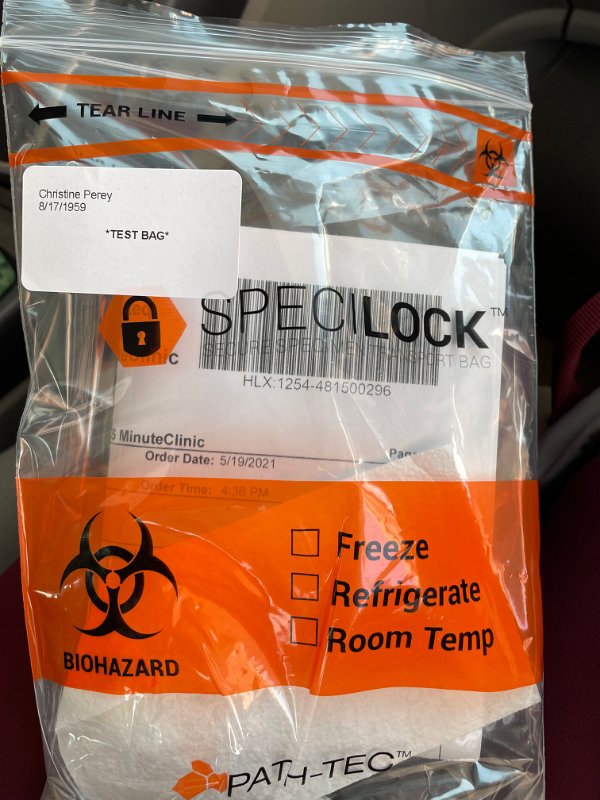 TEAR LINE
Christine Perey
8/17/1959
*TEST BAG*
SPECILOCK™
SECURE SPECIMEN TRANSPORT BAG
HLX:1254-481500296
S MinuteClinic
Order Date: 5/19/2021
Order Time: 4:36 PM
Freeze
Refrigerate
Room Temp
BIOHAZARD
PATH-TEC™